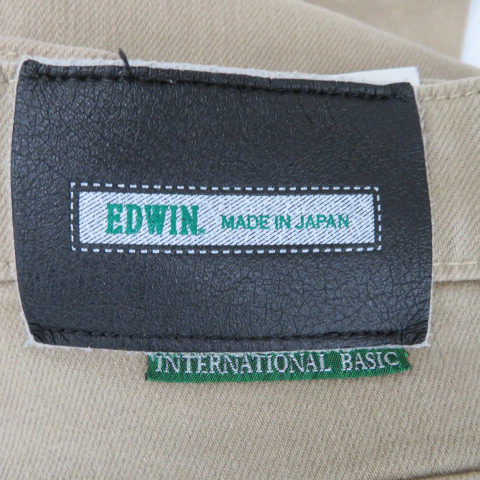 EDWIN. MADE IN JAPAN
INTERNATIONAL BASIC